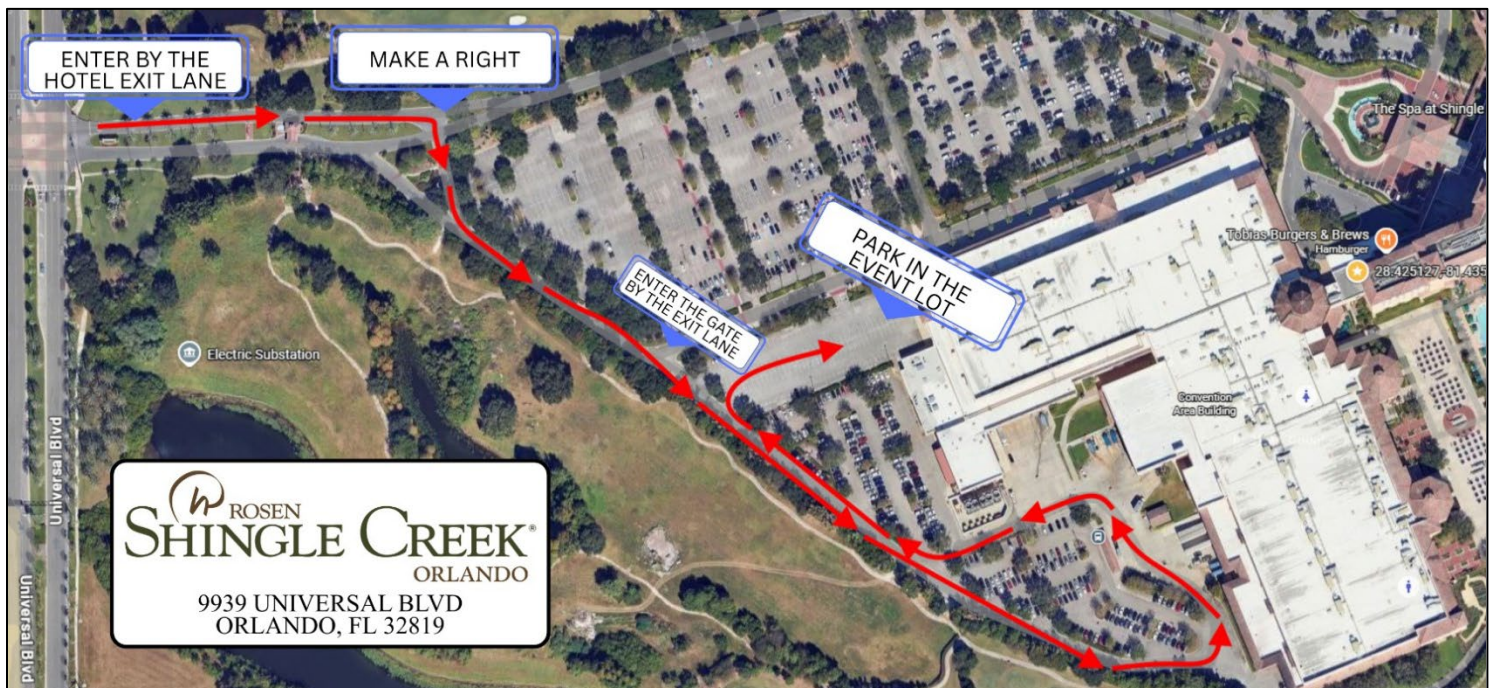 ENTER BY THE
HOTEL EXIT LANE
MAKE A RIGHT
The Spa at Shingle
PARK IN THE
EVENT LOT
Tobias Burgers & Brews
Hamburger
28.425127,-81.435
ENTER THE GATE
BY THE EXIT LANE
Electric Substation
Convention
Area Building
Universal Blvd
Universal Blvd
ROSEN
SHINGLE CREEK®
ORLANDO
9939 UNIVERSAL BLVD
ORLANDO, FL 32819